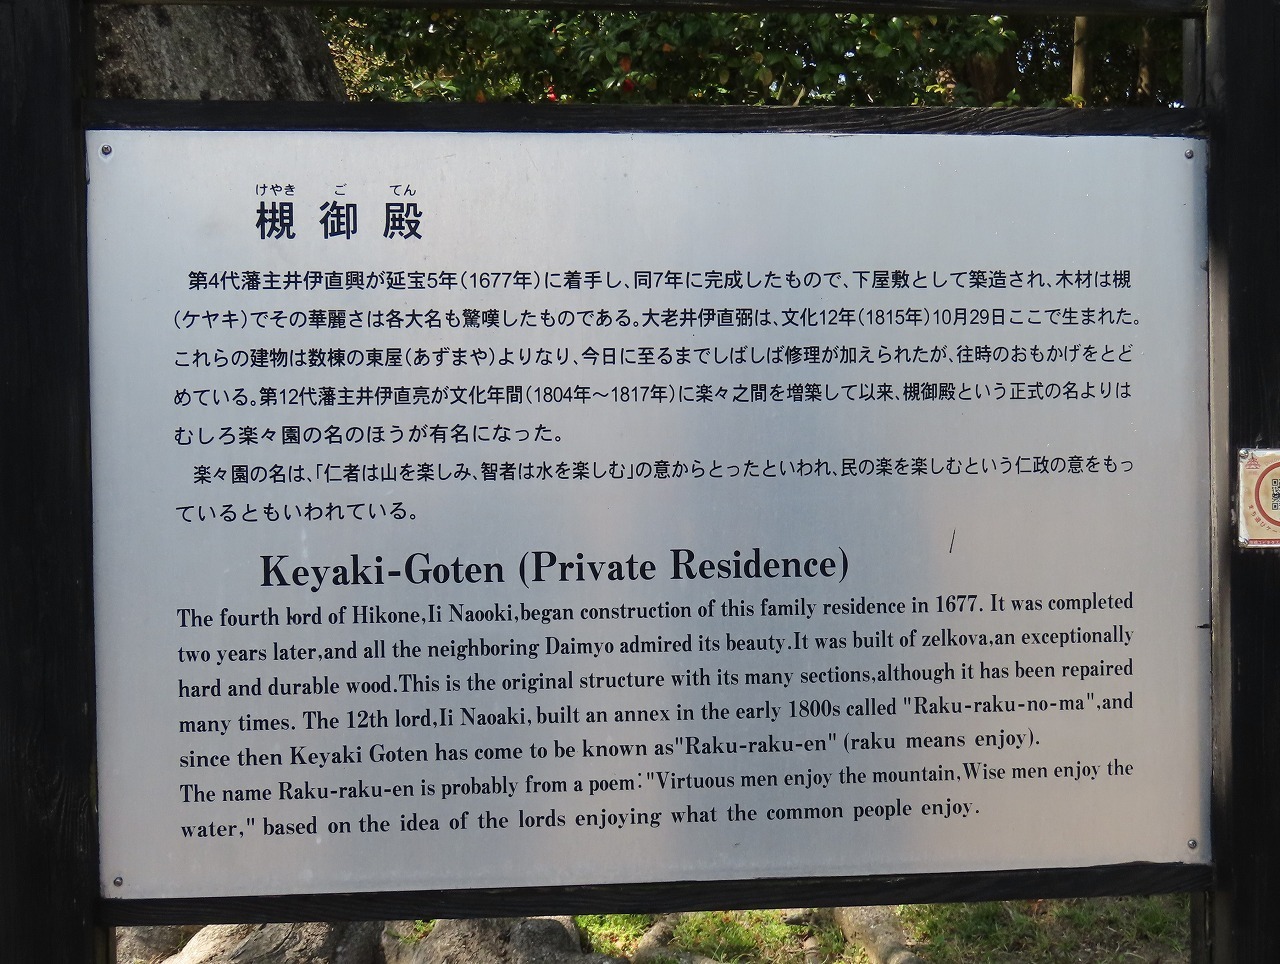 けやき ご てん
槻 御 殿
第4代藩主井伊直興が延宝5年（1677年）に着手し、同7年に完成したもので、下屋敷として築造され、木材は槻
（ケヤキ）でその華麗さは各大名も驚嘆したものである。大老井伊直弼は、文化12年（1815年）10月29日ここで生まれた。
これらの建物は数棟の東屋（あずまや）よりなり、今日に至るまでしばしば修理が加えられたが、往時のおもかげをとど
めている。第12代藩主井伊直亮が文化年間（1804年～1817年）に楽々之間を増築して以来、槻御殿という正式の名よりは
むしろ楽々園の名のほうが有名になった。
楽々園の名は、「仁者は山を楽しみ、智者は水を楽しむ」の意からとったといわれ、民の楽を楽しむという仁政の意をもっ
ているともいわれている。
Keyaki-Goten (Private Residence)
The fourth lord of Hikone,Ii Naooki,began construction of this family residence in 1677. It was completed
two years later,and all the neighboring Daimyo admired its beauty.It was built of zelkova,an exceptionally
hard and durable wood.This is the original structure with its many sections,although it has been repaired
many times. The 12th lord,Ii Naoaki, built an annex in the early 1800s called "Raku-raku-no-ma",and
since then Keyaki Goten has come to be known as"Raku-raku-en" (raku means enjoy).
The name Raku-raku-en is probably from a poem:"Virtuous men enjoy the mountain,Wise men enjoy the
water," based on the idea of the lords enjoying what the common people enjoy.